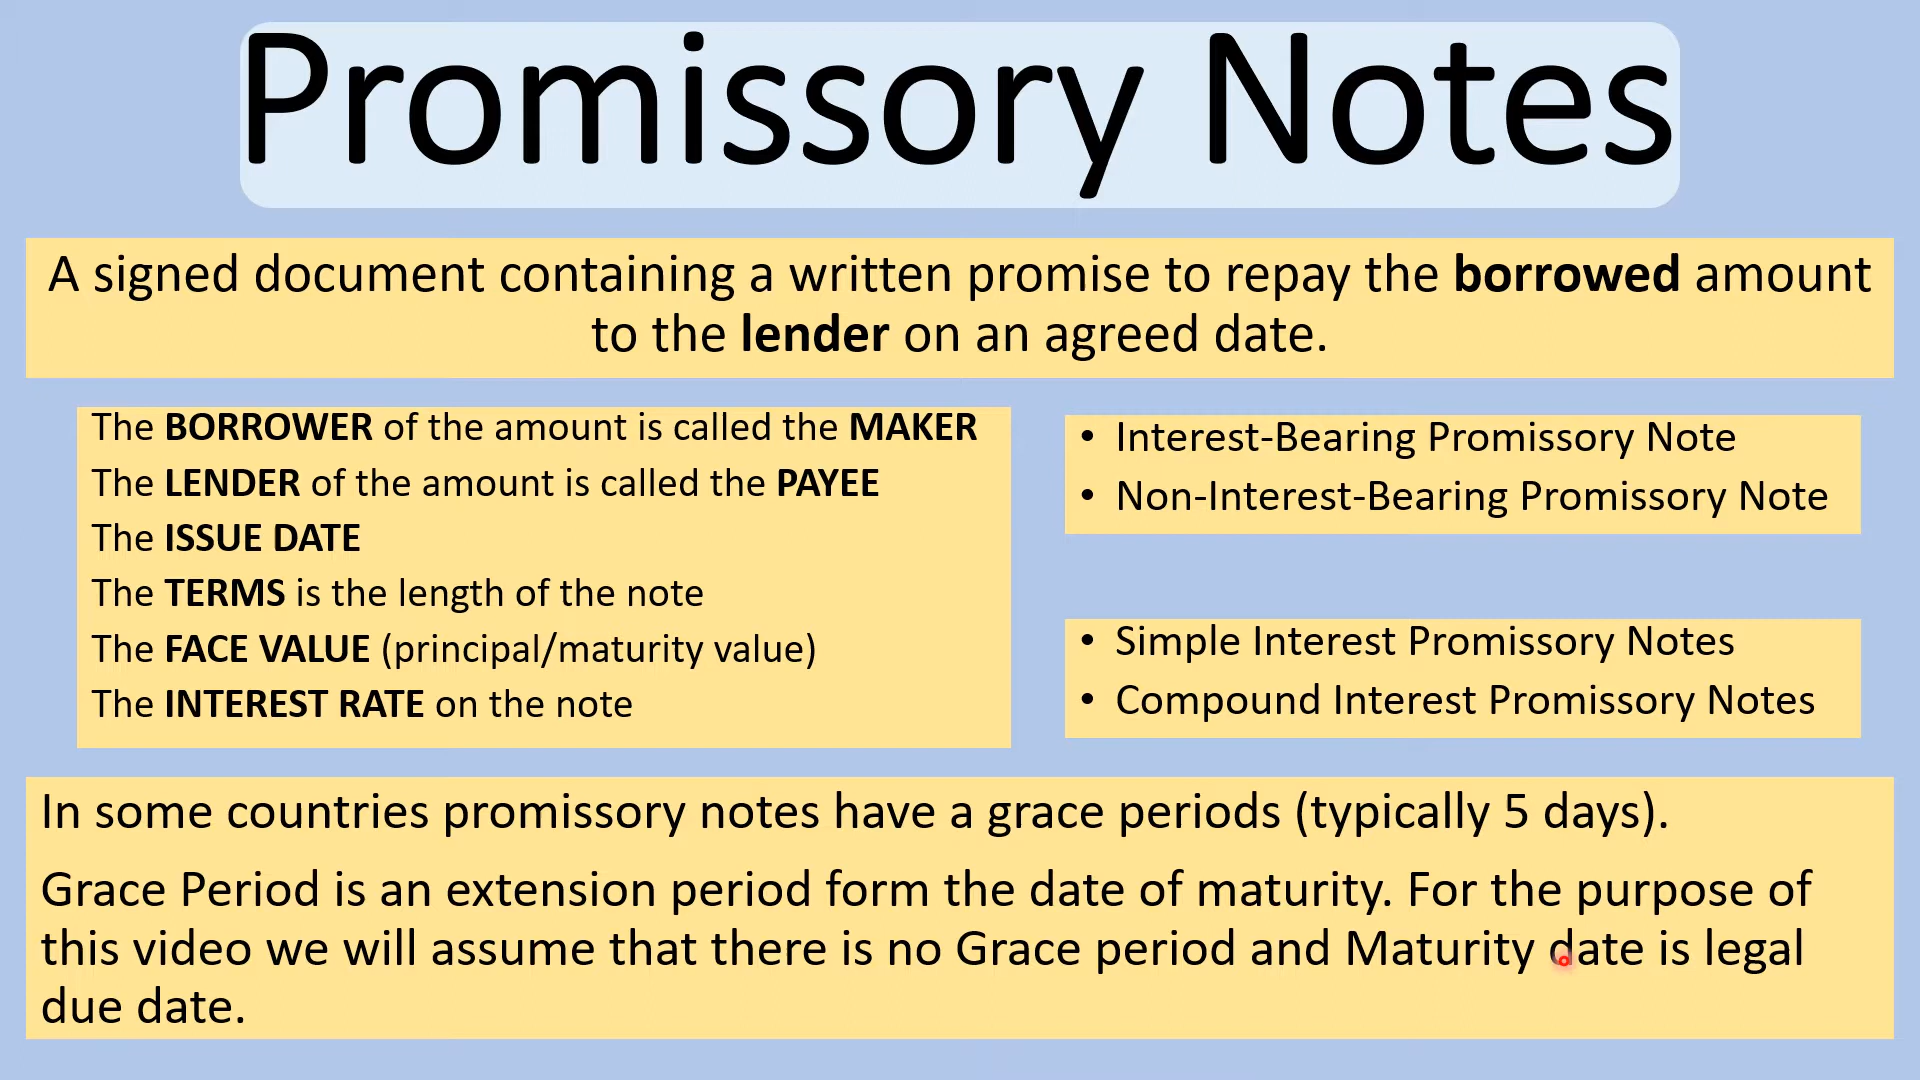 Promissory Notes
A signed document containing a written promise to repay the borrowed amount
to the lender on an agreed date.
The BORROWER of the amount is called the MAKER
The LENDER of the amount is called the PAYEE
The ISSUE DATE
The TERMS is the length of the note
The FACE VALUE (principal/maturity value)
The INTEREST RATE on the note
• Interest-Bearing Promissory Note
• Non-Interest-Bearing Promissory Note
• Simple Interest Promissory Notes
• Compound Interest Promissory Notes
In some countries promissory notes have a grace periods (typically 5 days).
Grace Period is an extension period form the date of maturity. For the purpose of
this video we will assume that there is no Grace period and Maturity date is legal
due date.